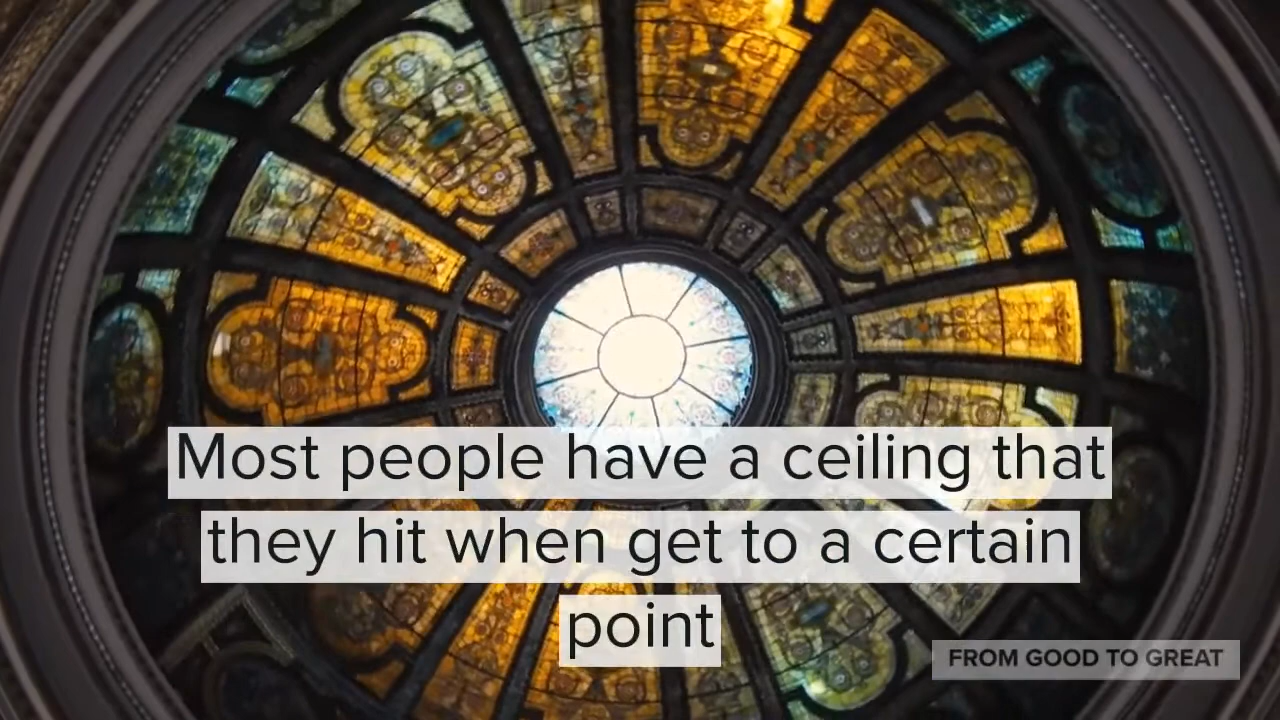 Most people have a ceiling that
they hit when get to a certain
point
FROM GOOD TO GREAT